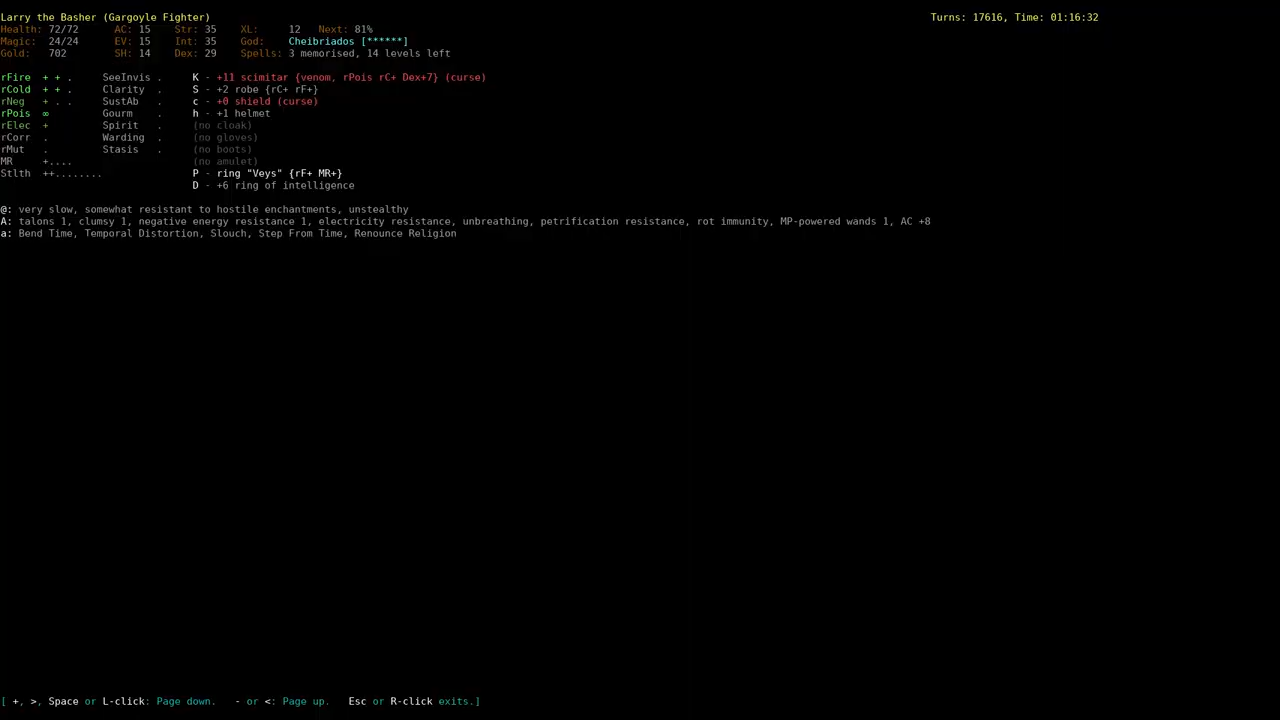 Larry the Basher (Gargoyle Fighter) Turns: 17616, Time: 01:16:32
Health: 72/72 AC: 15 Str: 35 XL: 12 Next: 81%
Magic: 24/24 EV: 15 Int: 35 God: Cheibriados [******]
Gold: 702 SH: 14 Dex: 29 Spells: 3 memorised, 14 levels left
rFire + + . SeeInvis . K - +11 scimitar {venom, rPois rC+ Dex+7} (curse)
rCold + + . Clarity . S - +2 robe {rC+ rF+}
rNeg + . . SustAb . c - +0 shield (curse)
rPois ∞ Gourm . h - +1 helmet
rElec + Spirit . (no cloak)
rCorr . Warding . (no gloves)
rMut . Stasis . (no boots)
MR +.... (no amulet)
Stlth ++........ P - ring "Veys" {rF+ MR+}
D - +6 ring of intelligence
@: very slow, somewhat resistant to hostile enchantments, unstealthy
A: talons 1, clumsy 1, negative energy resistance 1, electricity resistance, unbreathing, petrification resistance, rot immunity, MP-powered wands 1, AC +8
a: Bend Time, Temporal Distortion, Slouch, Step From Time, Renounce Religion
[ +, >, Space or L-click: Page down. - or <: Page up. Esc or R-click exits.]